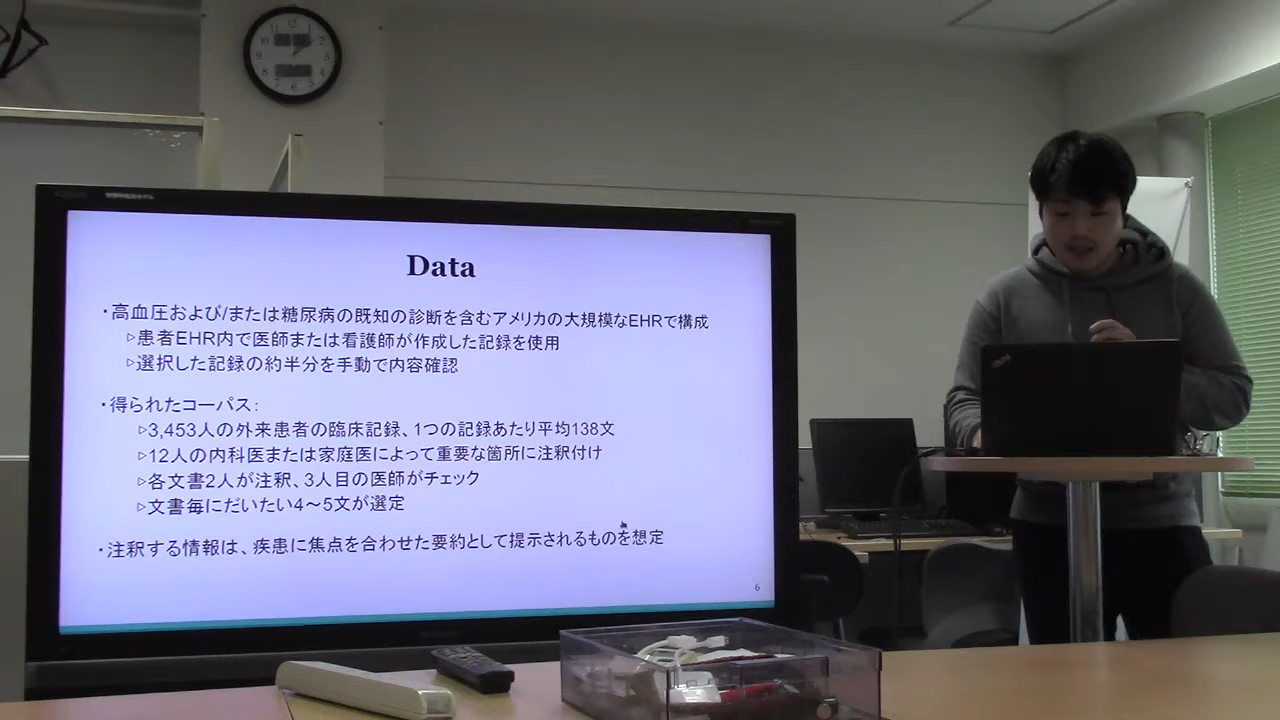 Data
・高血圧および/または糖尿病の既知の診断を含むアメリカの大規模なEHRで構成
▷患者EHR内で医師または看護師が作成した記録を使用
▷選択した記録の約半分を手動で内容確認
・得られたコーパス：
▷3,453人の外来患者の臨床記録、1つの記録あたり平均138文
▷12人の内科医または家庭医によって重要な箇所に注釈付け
▷各文書2人が注釈、3人目の医師がチェック
▷文書毎にだいたい4～5文が選定
・注釈する情報は、疾患に焦点を合わせた要約として提示されるものを想定
6